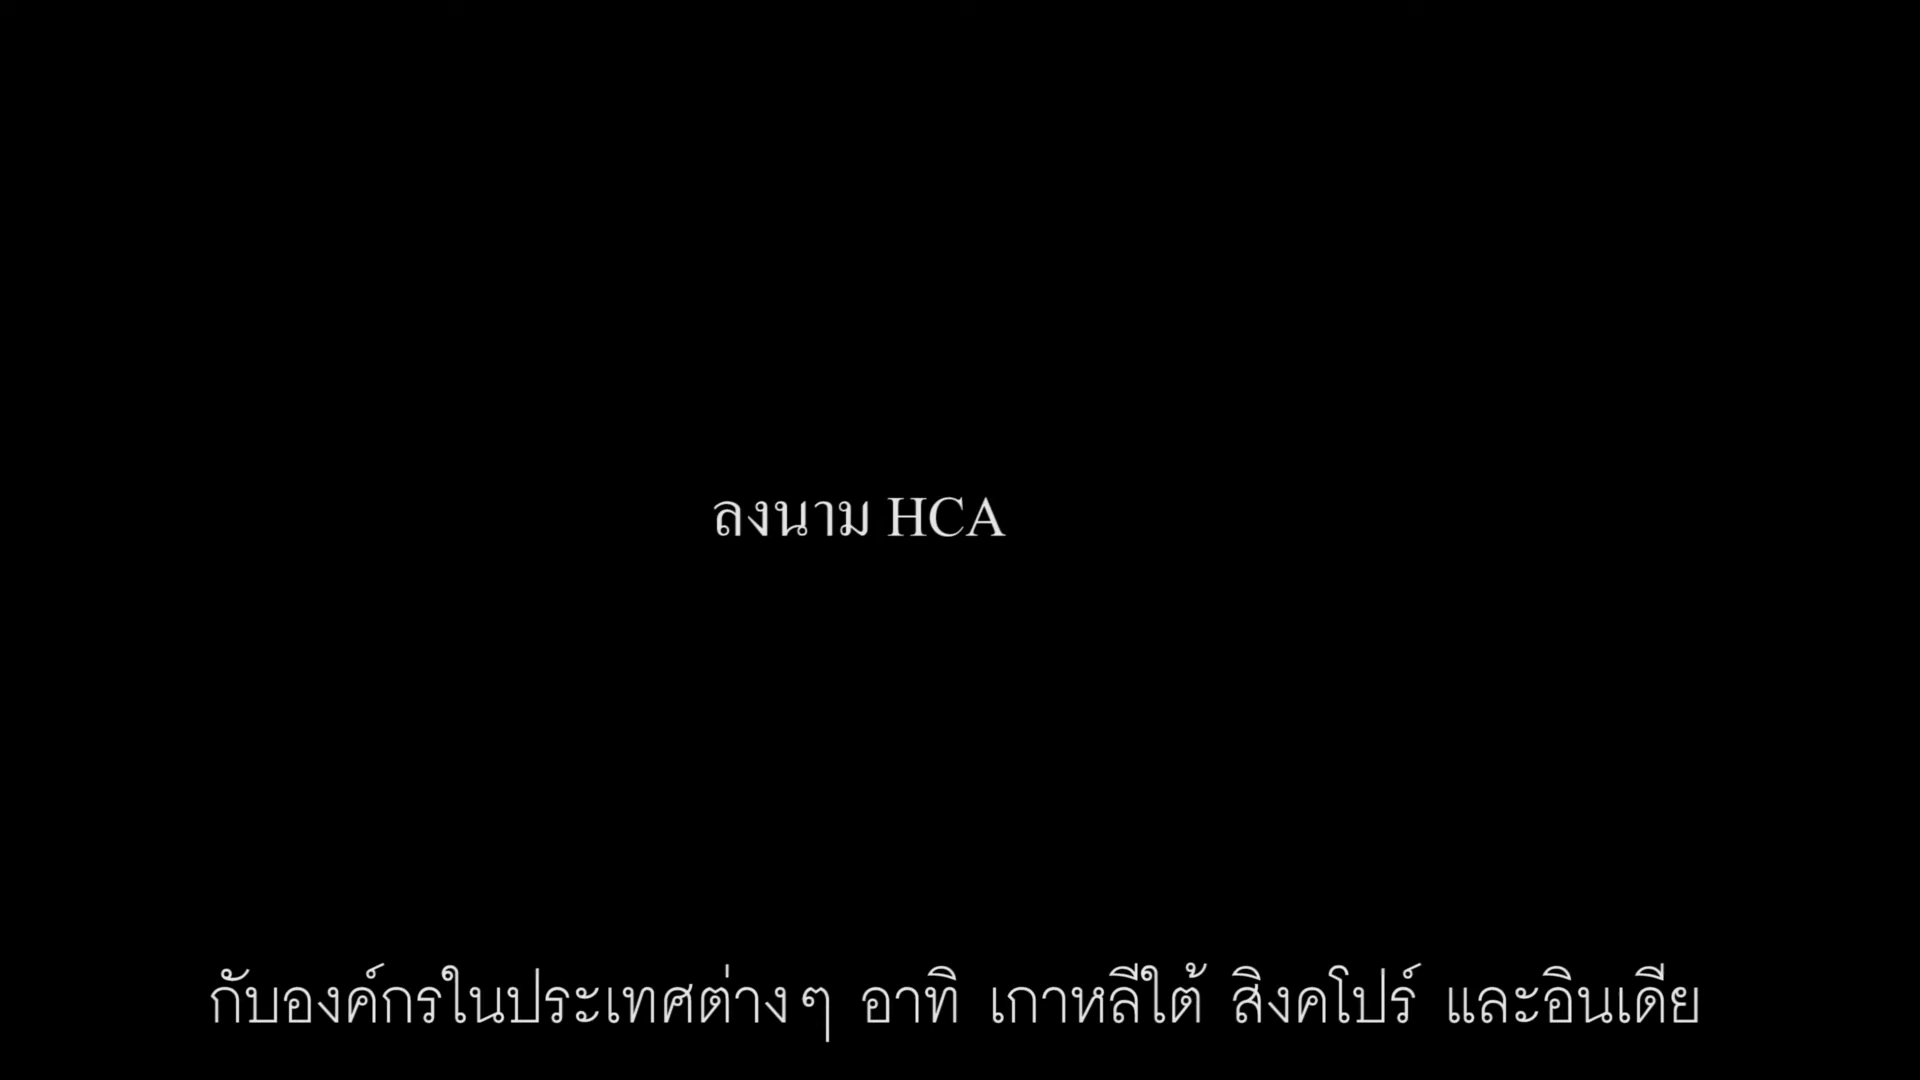 ลงนาม HCA
กับองค์กรในประเทศต่างๆ อาทิ เกาหลีใต้ สิงคโปร์ และอินเดีย